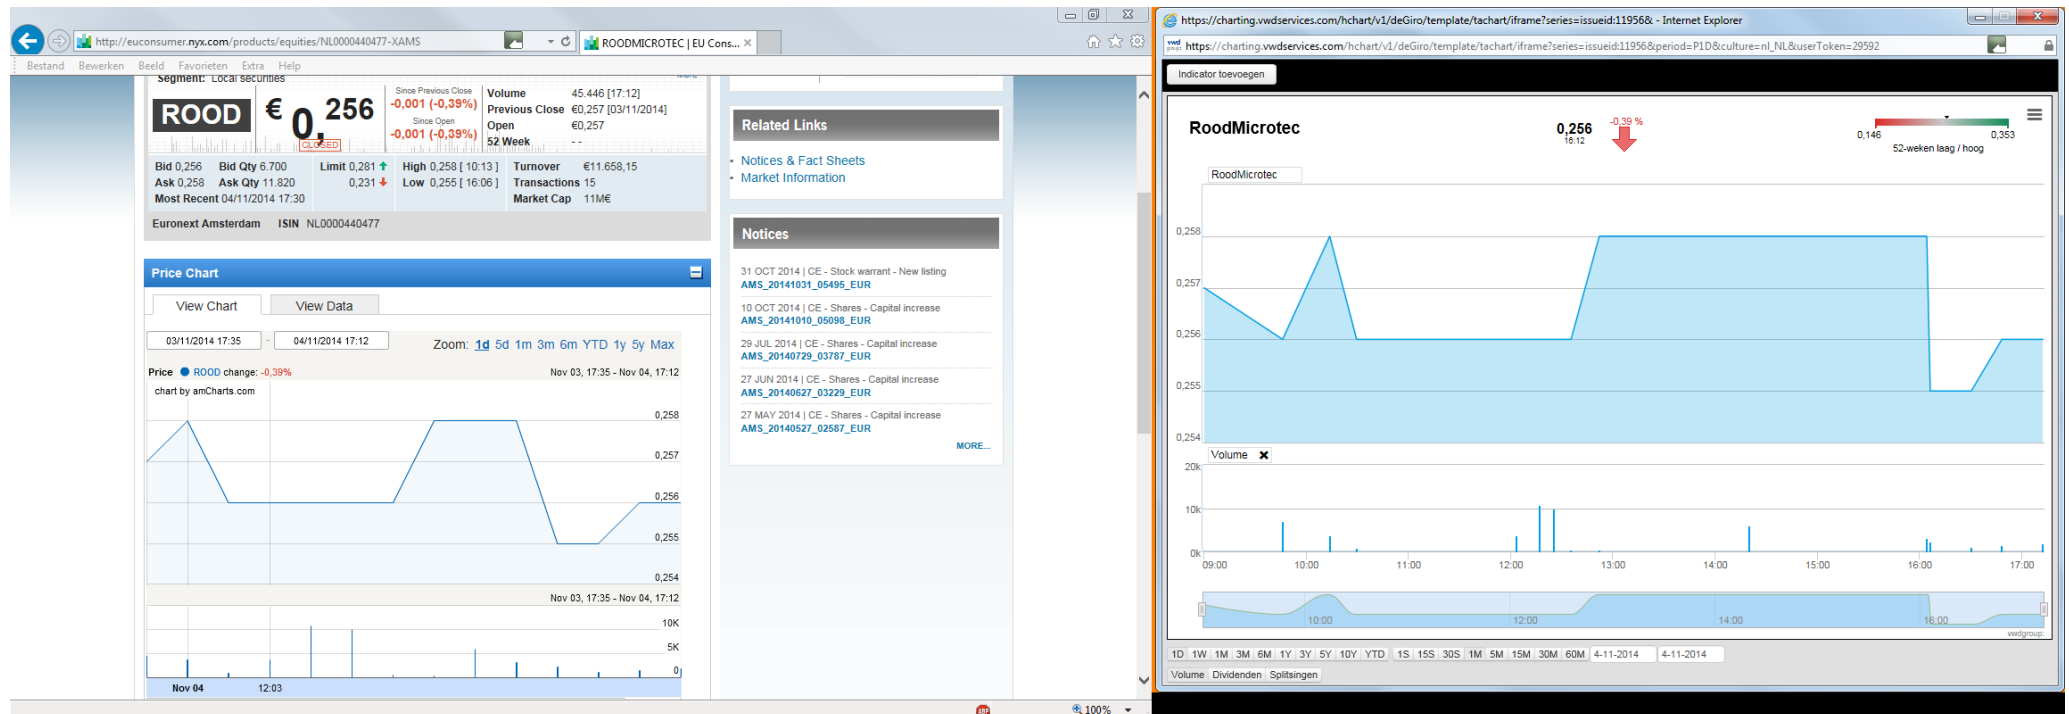 http://euconsumer.nyx.com/products/equities/NL0000440477-XAMS
ROODMICROTEC | EU Cons...
Bestand Bewerken Beeld Favorieten Extra Help
Segment: Local securities
ROOD
€ 0,256
CLOSED
Since Previous Close
-0,001 (-0,39%)
Since Open
-0,001 (-0,39%)
Volume 45.446 [17:12]
Previous Close €0,257 [03/11/2014]
Open €0,257
52 Week - -
Bid 0,256 Bid Qty 6.700 Limit 0,281 High 0,258 [ 10:13 ] Turnover €11.658,15
Ask 0,258 Ask Qty 11.820 0,231 Low 0,255 [ 16:06 ] Transactions 15
Most Recent 04/11/2014 17:30 Market Cap 11M€
Euronext Amsterdam ISIN NL0000440477
Price Chart
View Chart View Data
03/11/2014 17:35 - 04/11/2014 17:12 Zoom: 1d 5d 1m 3m 6m YTD 1y 5y Max
Price ROOD change: -0,39% Nov 03, 17:35 - Nov 04, 17:12
chart by amCharts.com
0,258
0,257
0,256
0,255
0,254
Nov 03, 17:35 - Nov 04, 17:12
10K
5K
0
Nov 04 12:03
Related Links
Notices & Fact Sheets
Market Information
Notices
31 OCT 2014 | CE - Stock warrant - New listing
AMS_20141031_05495_EUR
10 OCT 2014 | CE - Shares - Capital increase
AMS_20141010_05098_EUR
29 JUL 2014 | CE - Shares - Capital increase
AMS_20140729_03787_EUR
27 JUN 2014 | CE - Shares - Capital increase
AMS_20140627_03229_EUR
27 MAY 2014 | CE - Shares - Capital increase
AMS_20140527_02587_EUR
MORE...
ABP
100%
https://charting.vwdservices.com/hchart/v1/deGiro/template/tachart/iframe?series=issueid:11956& - Internet Explorer
vwd group: https://charting.vwdservices.com/hchart/v1/deGiro/template/tachart/iframe?series=issueid:11956&period=P1D&culture=nl_NL&userToken=29592
Indicator toevoegen
RoodMicrotec
0,256
16:12
-0,39 %
0,146 0,353
52-weken laag / hoog
RoodMicrotec
0,258
0,257
0,256
0,255
0,254
Volume
20k
10k
0k
09:00 10:00 11:00 12:00 13:00 14:00 15:00 16:00 17:00
10:00 12:00 14:00 16:00
vwdgroup:
1D 1W 1M 3M 6M 1Y 3Y 5Y 10Y YTD 1S 15S 30S 1M 5M 15M 30M 60M 4-11-2014 4-11-2014
Volume Dividenden Splitsingen